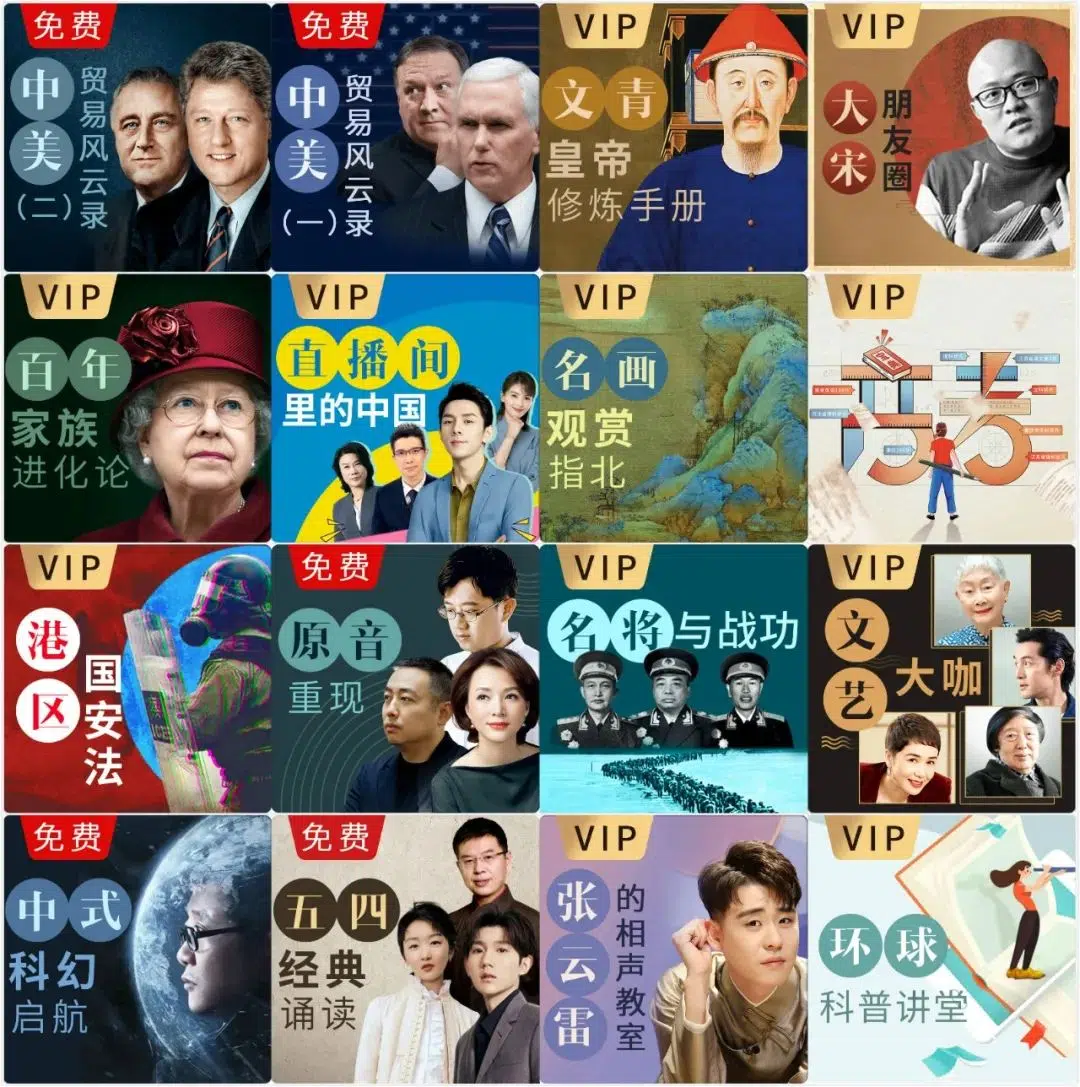 免费
中美
贸易风云录
（二）
免费
中美
贸易风云录
（一）
VIP
文青
皇帝
修炼手册
VIP
大宋
朋友圈
VIP
百年
家族
进化论
VIP
直播间
里的中国
VIP
名画
观赏
指北
VIP
VIP
港区
国安法
免费
原音
重现
VIP
名将与战功
VIP
文艺
大咖
免费
中式
科幻
启航
免费
五四
经典
诵读
VIP
张云雷
的相声教室
VIP
环球
科普讲堂